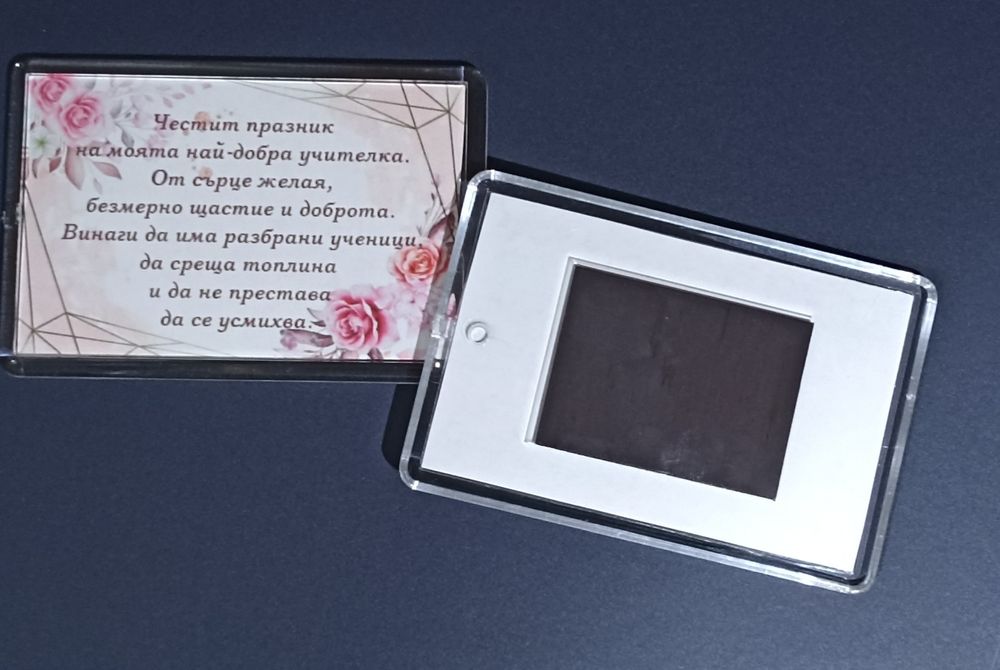 Честит празник
на моята най-добра учителка.
От сърце желая,
безмерно щастие и доброта.
Винаги да има разбрани ученици,
да среща топлина
и да не престава
да се усмихва.